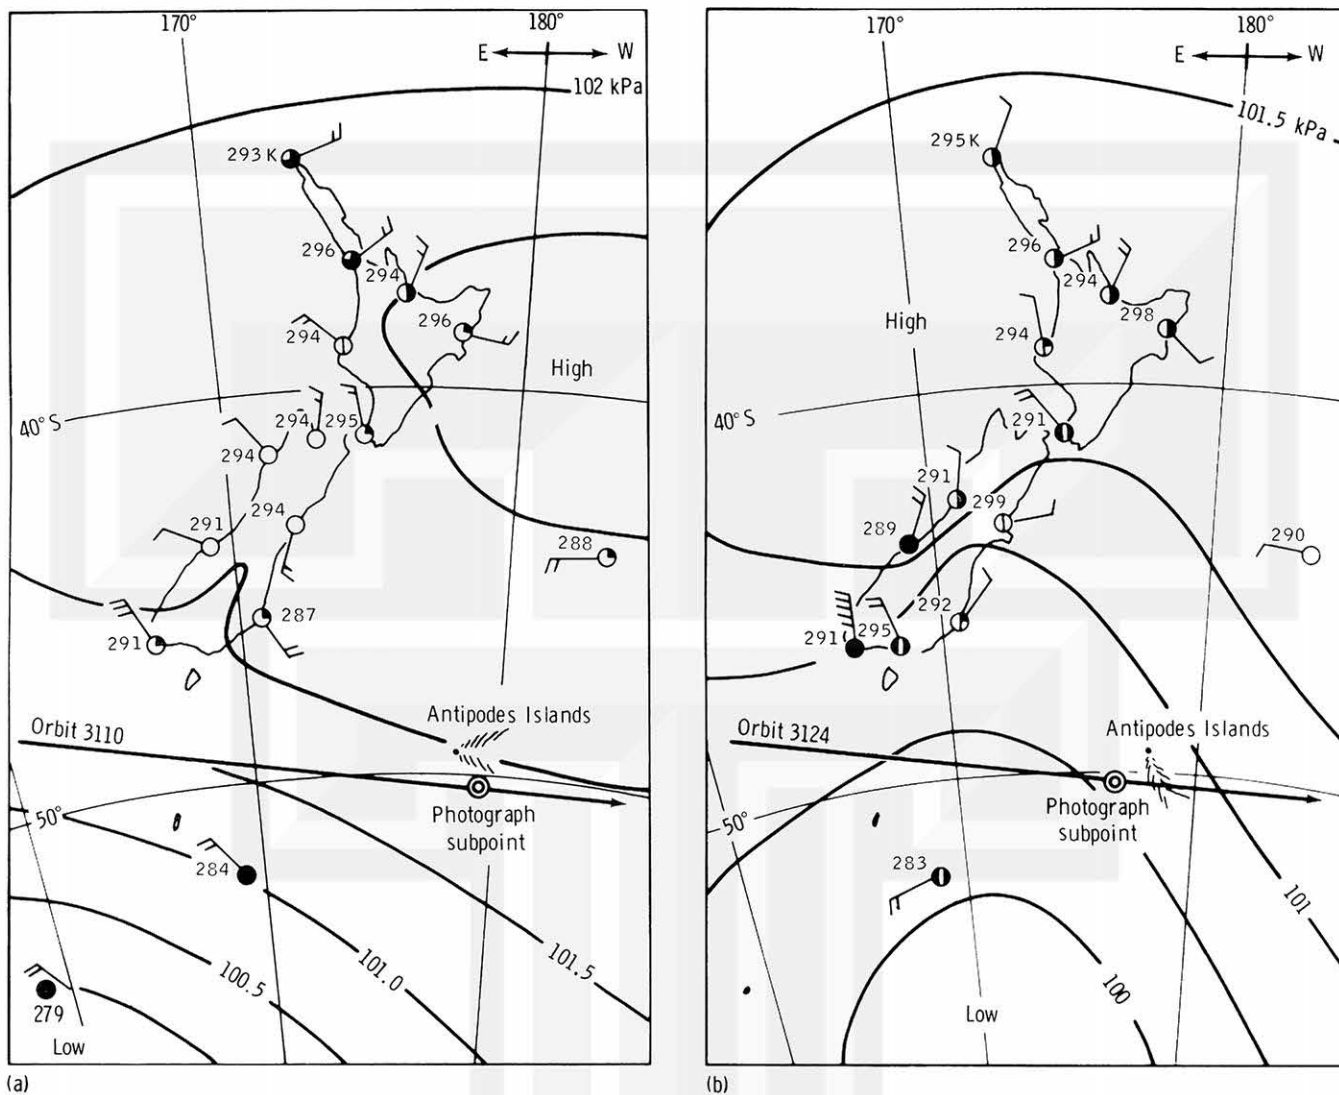 170°
180°
E W
102 kPa
293 K
296
294
296
294
High
40° S
294
295
294
294
291
288
287
291
Antipodes Islands
Orbit 3110
Photograph
subpoint
50°
284
101.5
101.0
100.5
279
Low
(a)
170°
180°
E W
101.5 kPa
295K
296
294
298
High
294
40° S
291
291
299
289
290
292
291
295
Antipodes Islands
Orbit 3124
Photograph
subpoint
50°
283
101
100
Low
(b)